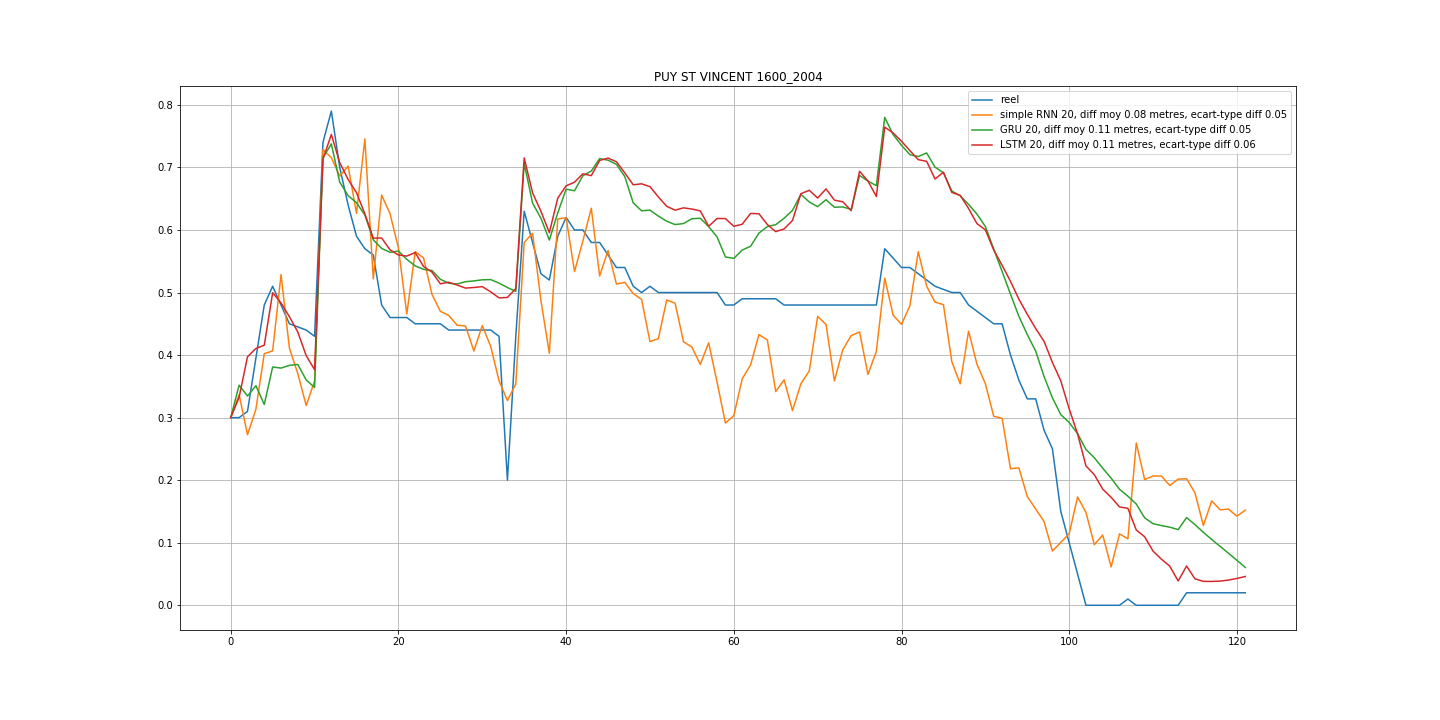 PUY ST VINCENT 1600_2004
reel
simple RNN 20, diff moy 0.08 metres, ecart-type diff 0.05
GRU 20, diff moy 0.11 metres, ecart-type diff 0.05
LSTM 20, diff moy 0.11 metres, ecart-type diff 0.06
0.8
0.7
0.6
0.5
0.4
0.3
0.2
0.1
0.0
0 20 40 60 80 100 120